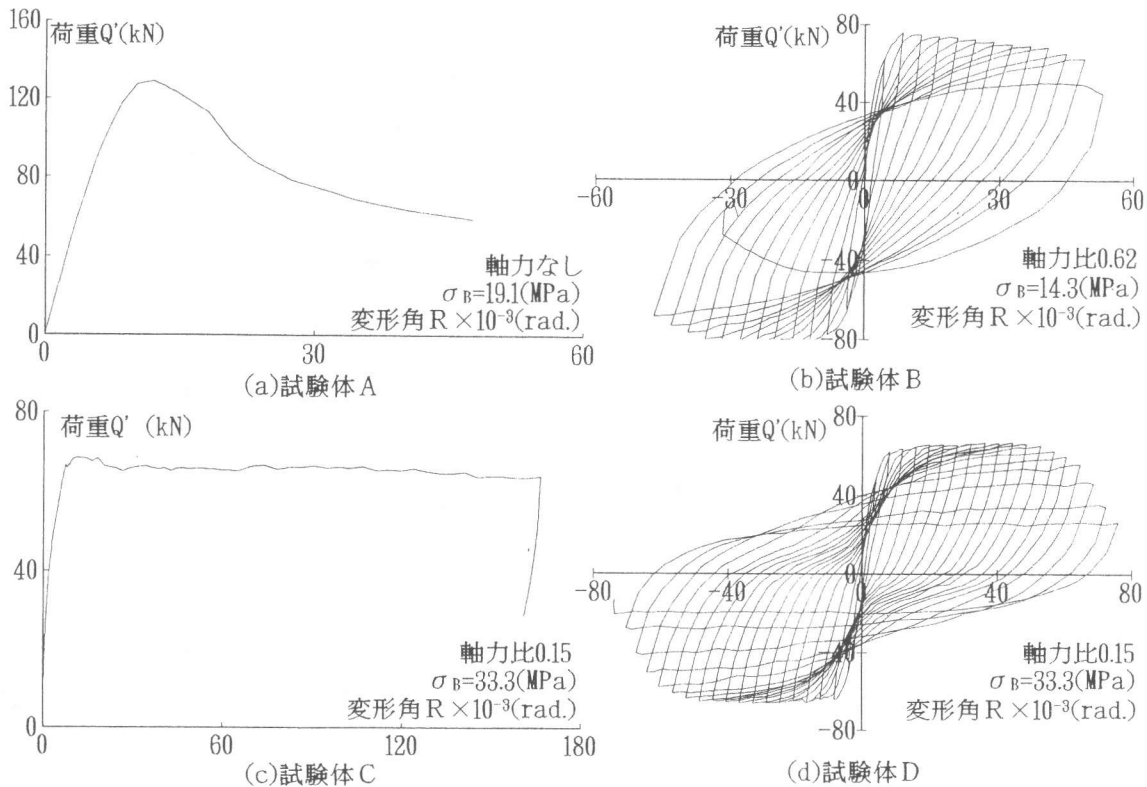 160
荷重Q'(kN)
120
80
40
0
0
30
60
軸力なし
σB=19.1(MPa)
変形角R×10⁻³(rad.)
(a)試験体A
80
荷重Q'(kN)
40
0
-60
-30
0
30
60
-40
-80
軸力比0.62
σB=14.3(MPa)
変形角R×10⁻³(rad.)
(b)試験体B
80
荷重Q' (kN)
40
0
0
60
120
180
軸力比0.15
σB=33.3(MPa)
変形角R×10⁻³(rad.)
(c)試験体C
80
荷重Q'(kN)
40
0
-80
-40
0
40
80
-40
-80
軸力比0.15
σB=33.3(MPa)
変形角R×10⁻³(rad.)
(d)試験体D